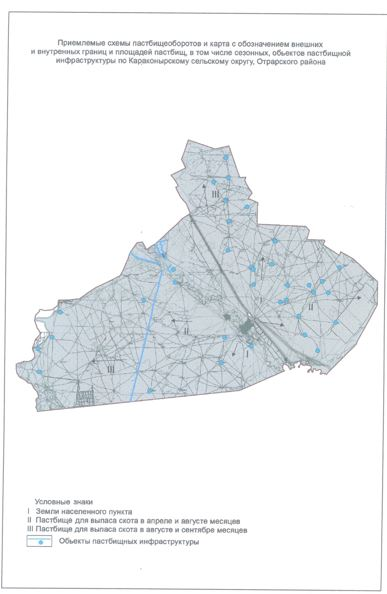 Приемлемые схемы пастбищеоборотов и карта с обозначением внешних
и внутренних границ и площадей пастбищ, в том числе сезонных, объектов пастбищной
инфраструктуры по Караконырскому сельскому округу, Отрарского района
III
I
II
II
I
III
Условные знаки
I Земли населенного пункта
II Пастбище для выпаса скота в апреле и августе месяцев
III Пастбище для выпаса скота в августе и сентябре месяцев
Объекты пастбищных инфраструктуры